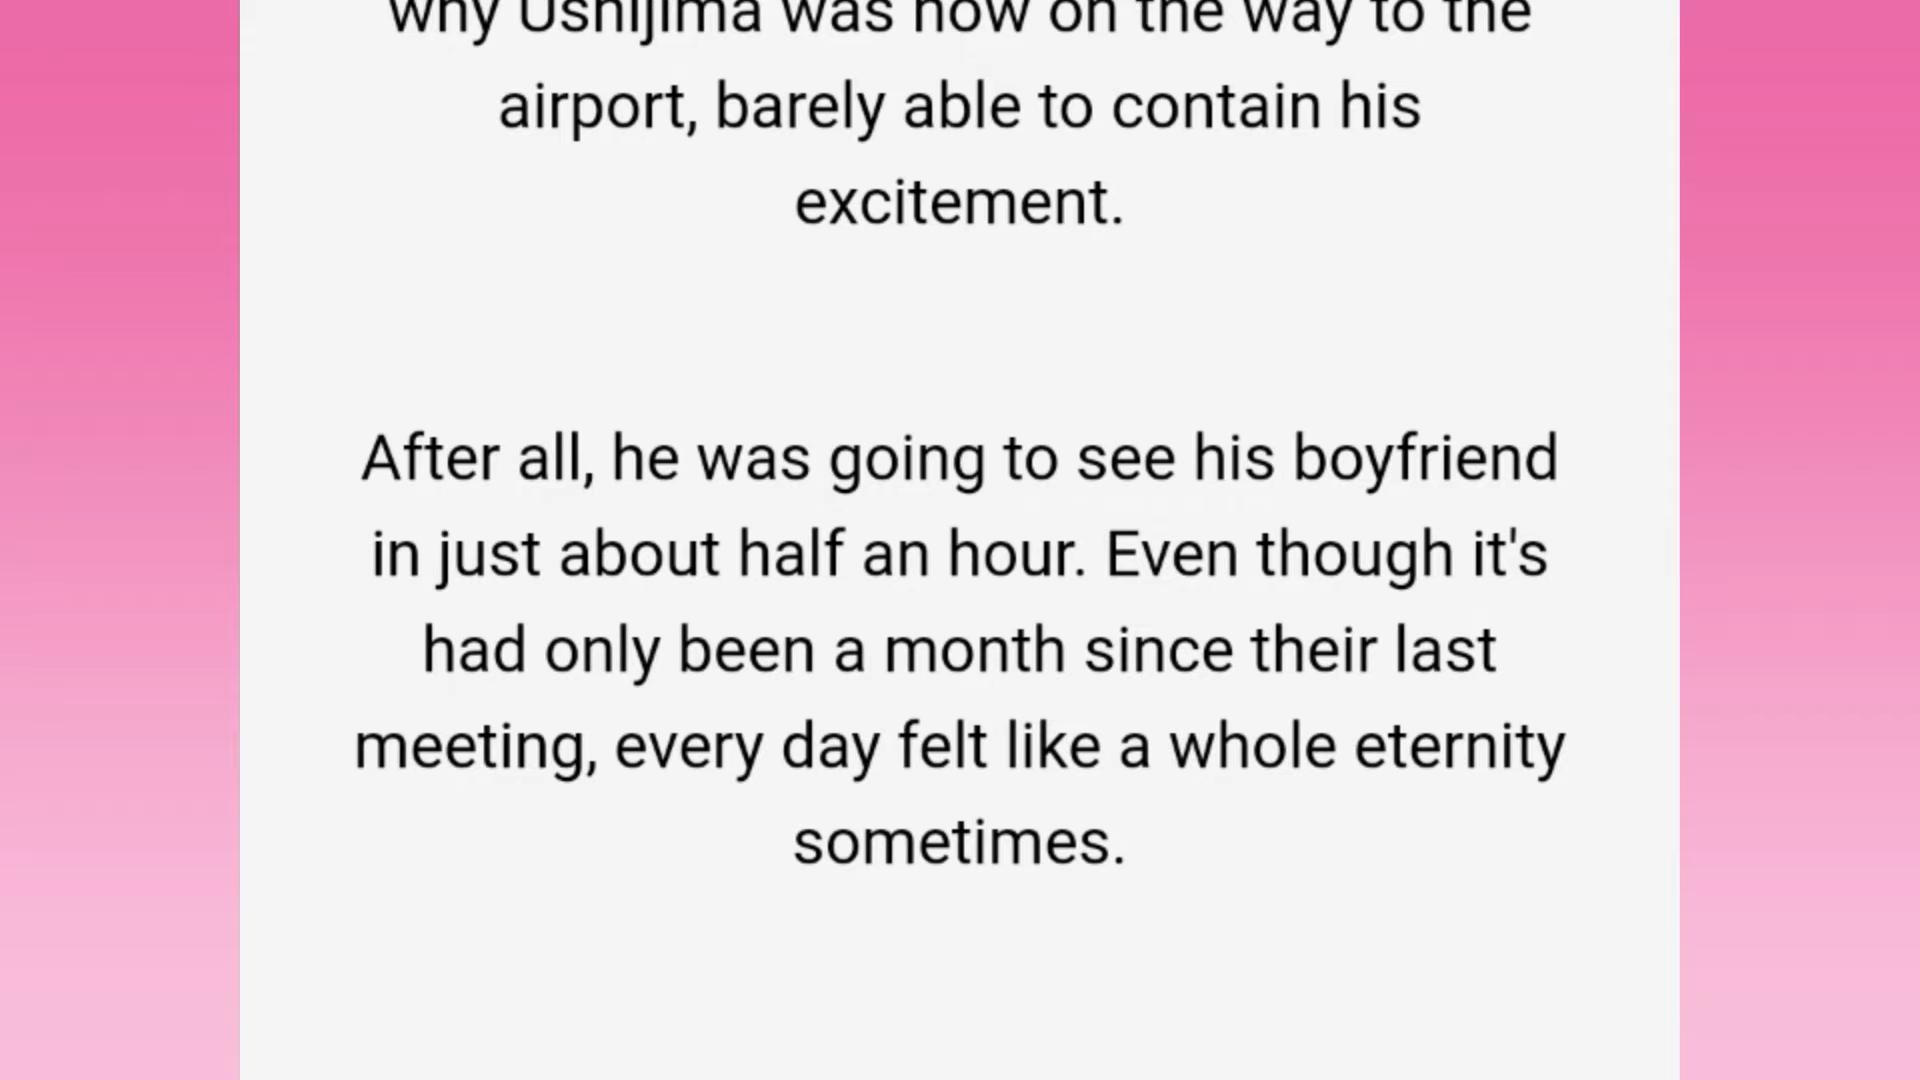 why Ushijima was now on the way to the
airport, barely able to contain his
excitement.
After all, he was going to see his boyfriend
in just about half an hour. Even though it's
had only been a month since their last
meeting, every day felt like a whole eternity
sometimes.